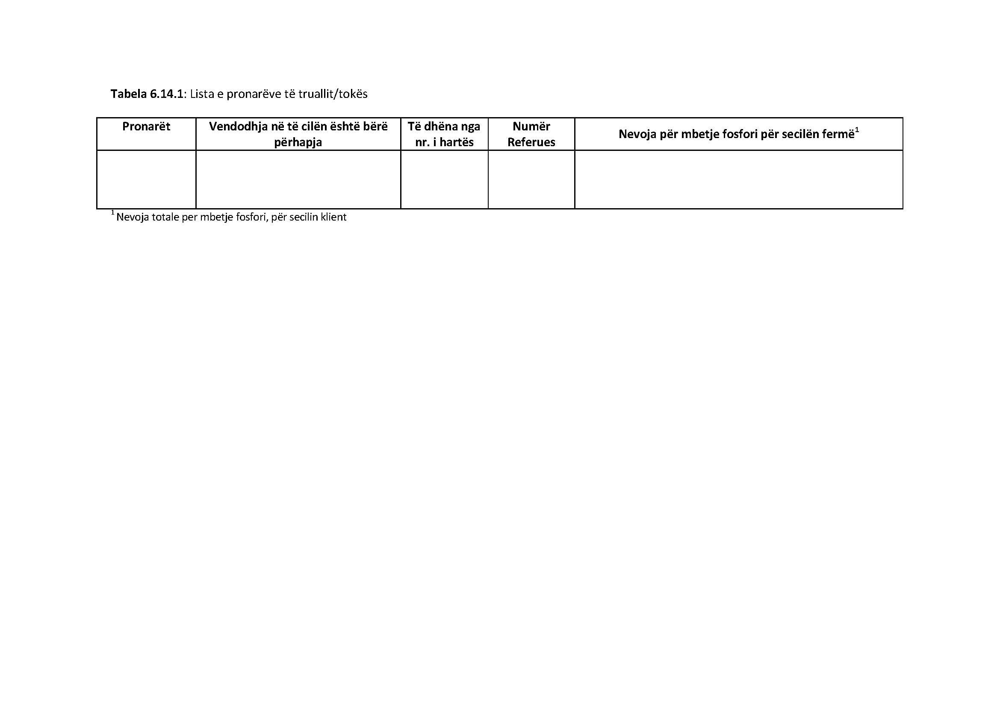 Tabela 6.14.1: Lista e pronarëve të truallit/tokës
Pronarët
Vendodhja në të cilën është bërë
përhapja
Të dhëna nga
nr. i hartës
Numër
Referues
Nevoja për mbetje fosfori për secilën fermë¹
¹ Nevoja totale per mbetje fosfori, për secilin klient